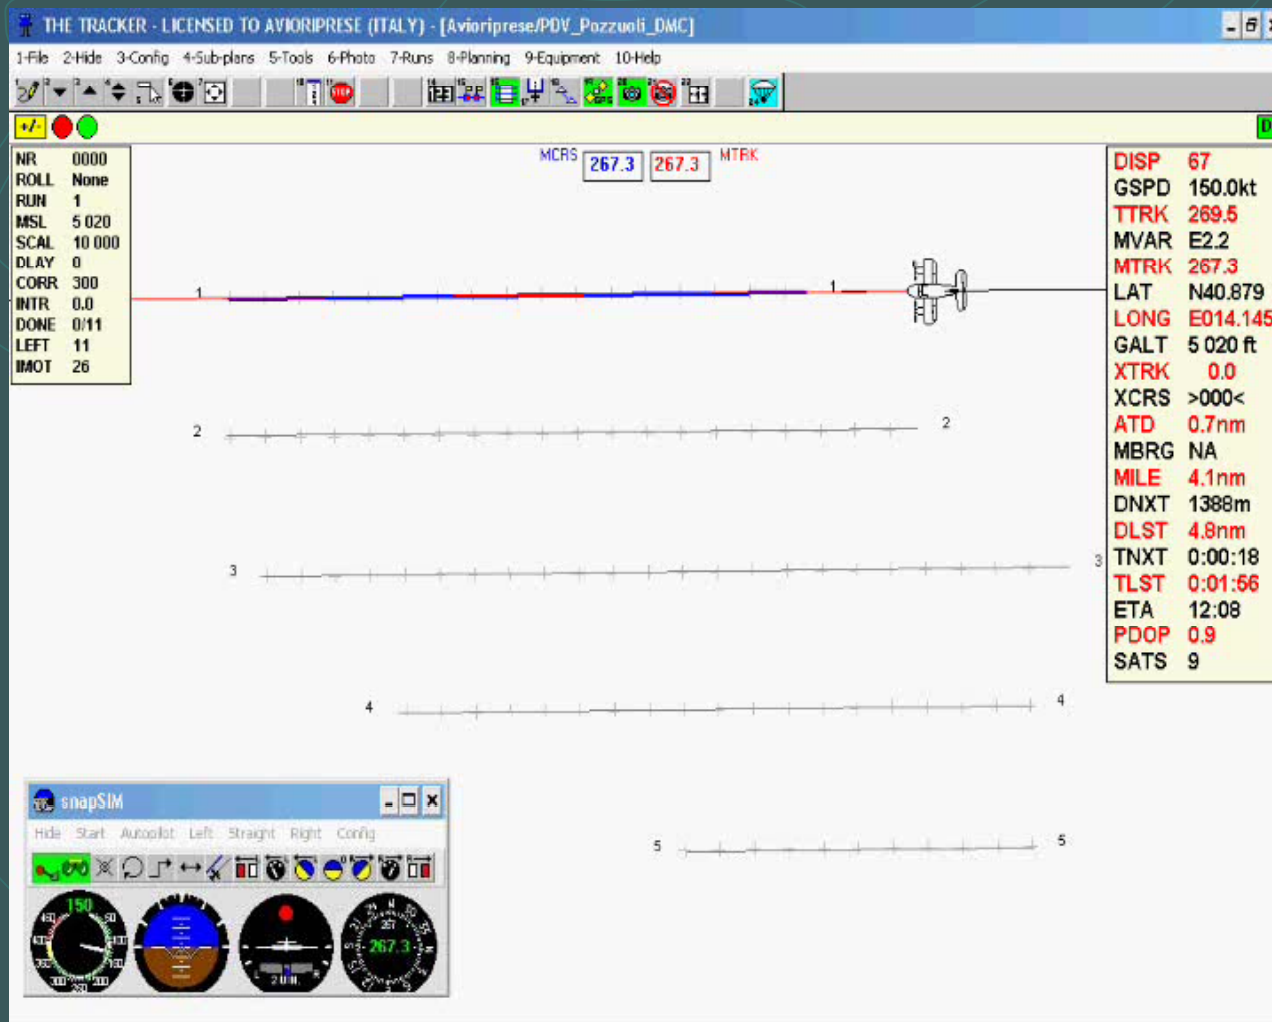 THE TRACKER - LICENSED TO AVIORIPRESE (ITALY) - [Avioriprese/PDV_Pozzuoli_DMC]
1-File 2-Hide 3-Config 4-Sub-plans 5-Tools 6-Photo 7-Runs 8-Planning 9-Equipment 10-Help
STOP
+/-
D
NR 0000
ROLL None
RUN 1
MSL 5 020
SCAL 10 000
DLAY 0
CORR 300
INTR 0.0
DONE 0/11
LEFT 11
IMOT 26
MCRS 267.3 267.3 MTRK
DISP 67
GSPD 150.0kt
TTRK 269.5
MVAR E2.2
MTRK 267.3
LAT N40.879
LONG E014.145
GALT 5 020 ft
XTRK 0.0
XCRS >000<
ATD 0.7nm
MBRG NA
MILE 4.1nm
DNXT 1388m
DLST 4.8nm
TNXT 0:00:18
TLST 0:01:56
ETA 12:08
PDOP 0.9
SATS 9
1 1
2 2
3 3
4 4
5 5
snapSIM
Hide Start Autopilot Left Straight Right Config
150
267
267.3
L R
2 MIN.